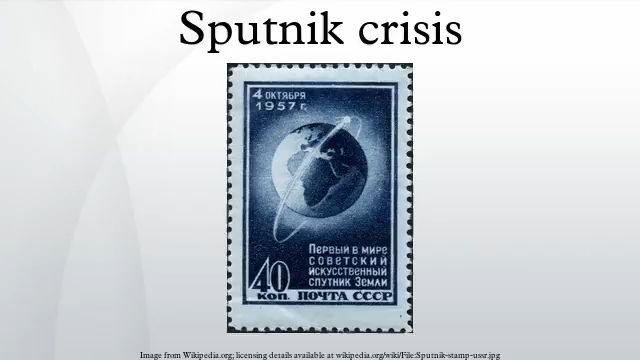 Sputnik crisis
4 ОКТЯБРЯ
1957 г.
Первый в мире
советский
искусственный
спутник Земли
40
коп. ПОЧТА СССР
Image from Wikipedia.org; licensing details available at wikipedia.org/wiki/File:Sputnik-stamp-ussr.jpg